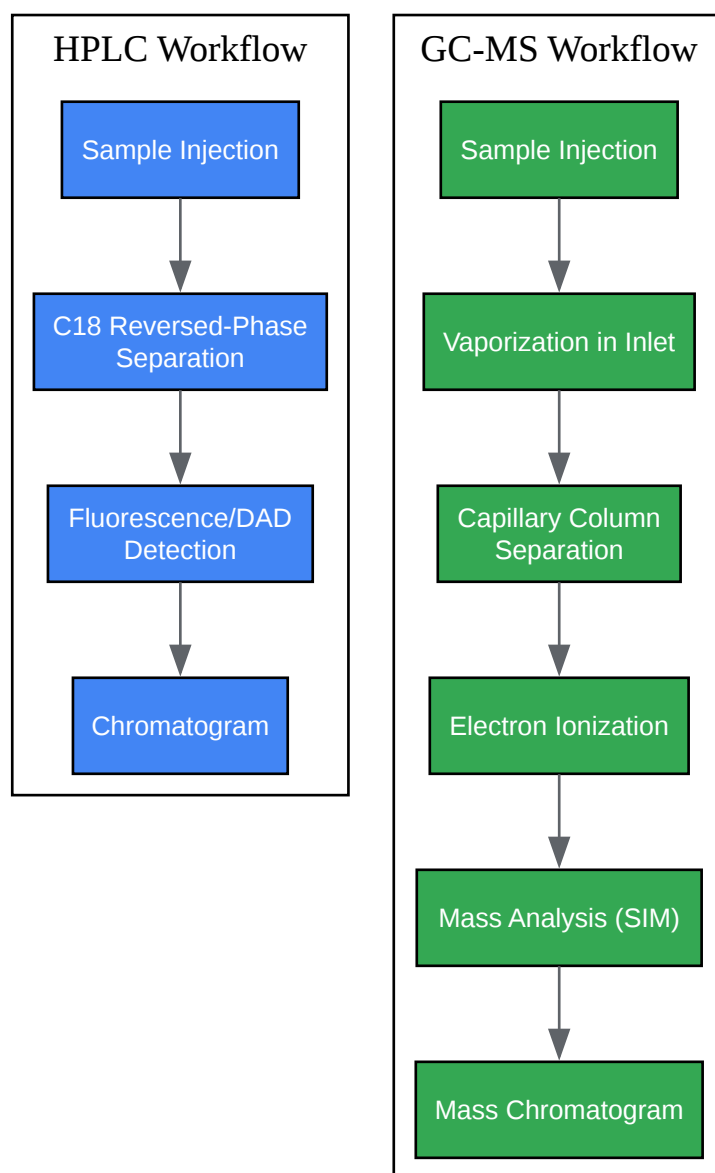 HPLC Workflow
Sample Injection
C18 Reversed-Phase
Separation
Fluorescence/DAD
Detection
Chromatogram
GC-MS Workflow
Sample Injection
Vaporization in Inlet
Capillary Column
Separation
Electron Ionization
Mass Analysis (SIM)
Mass Chromatogram